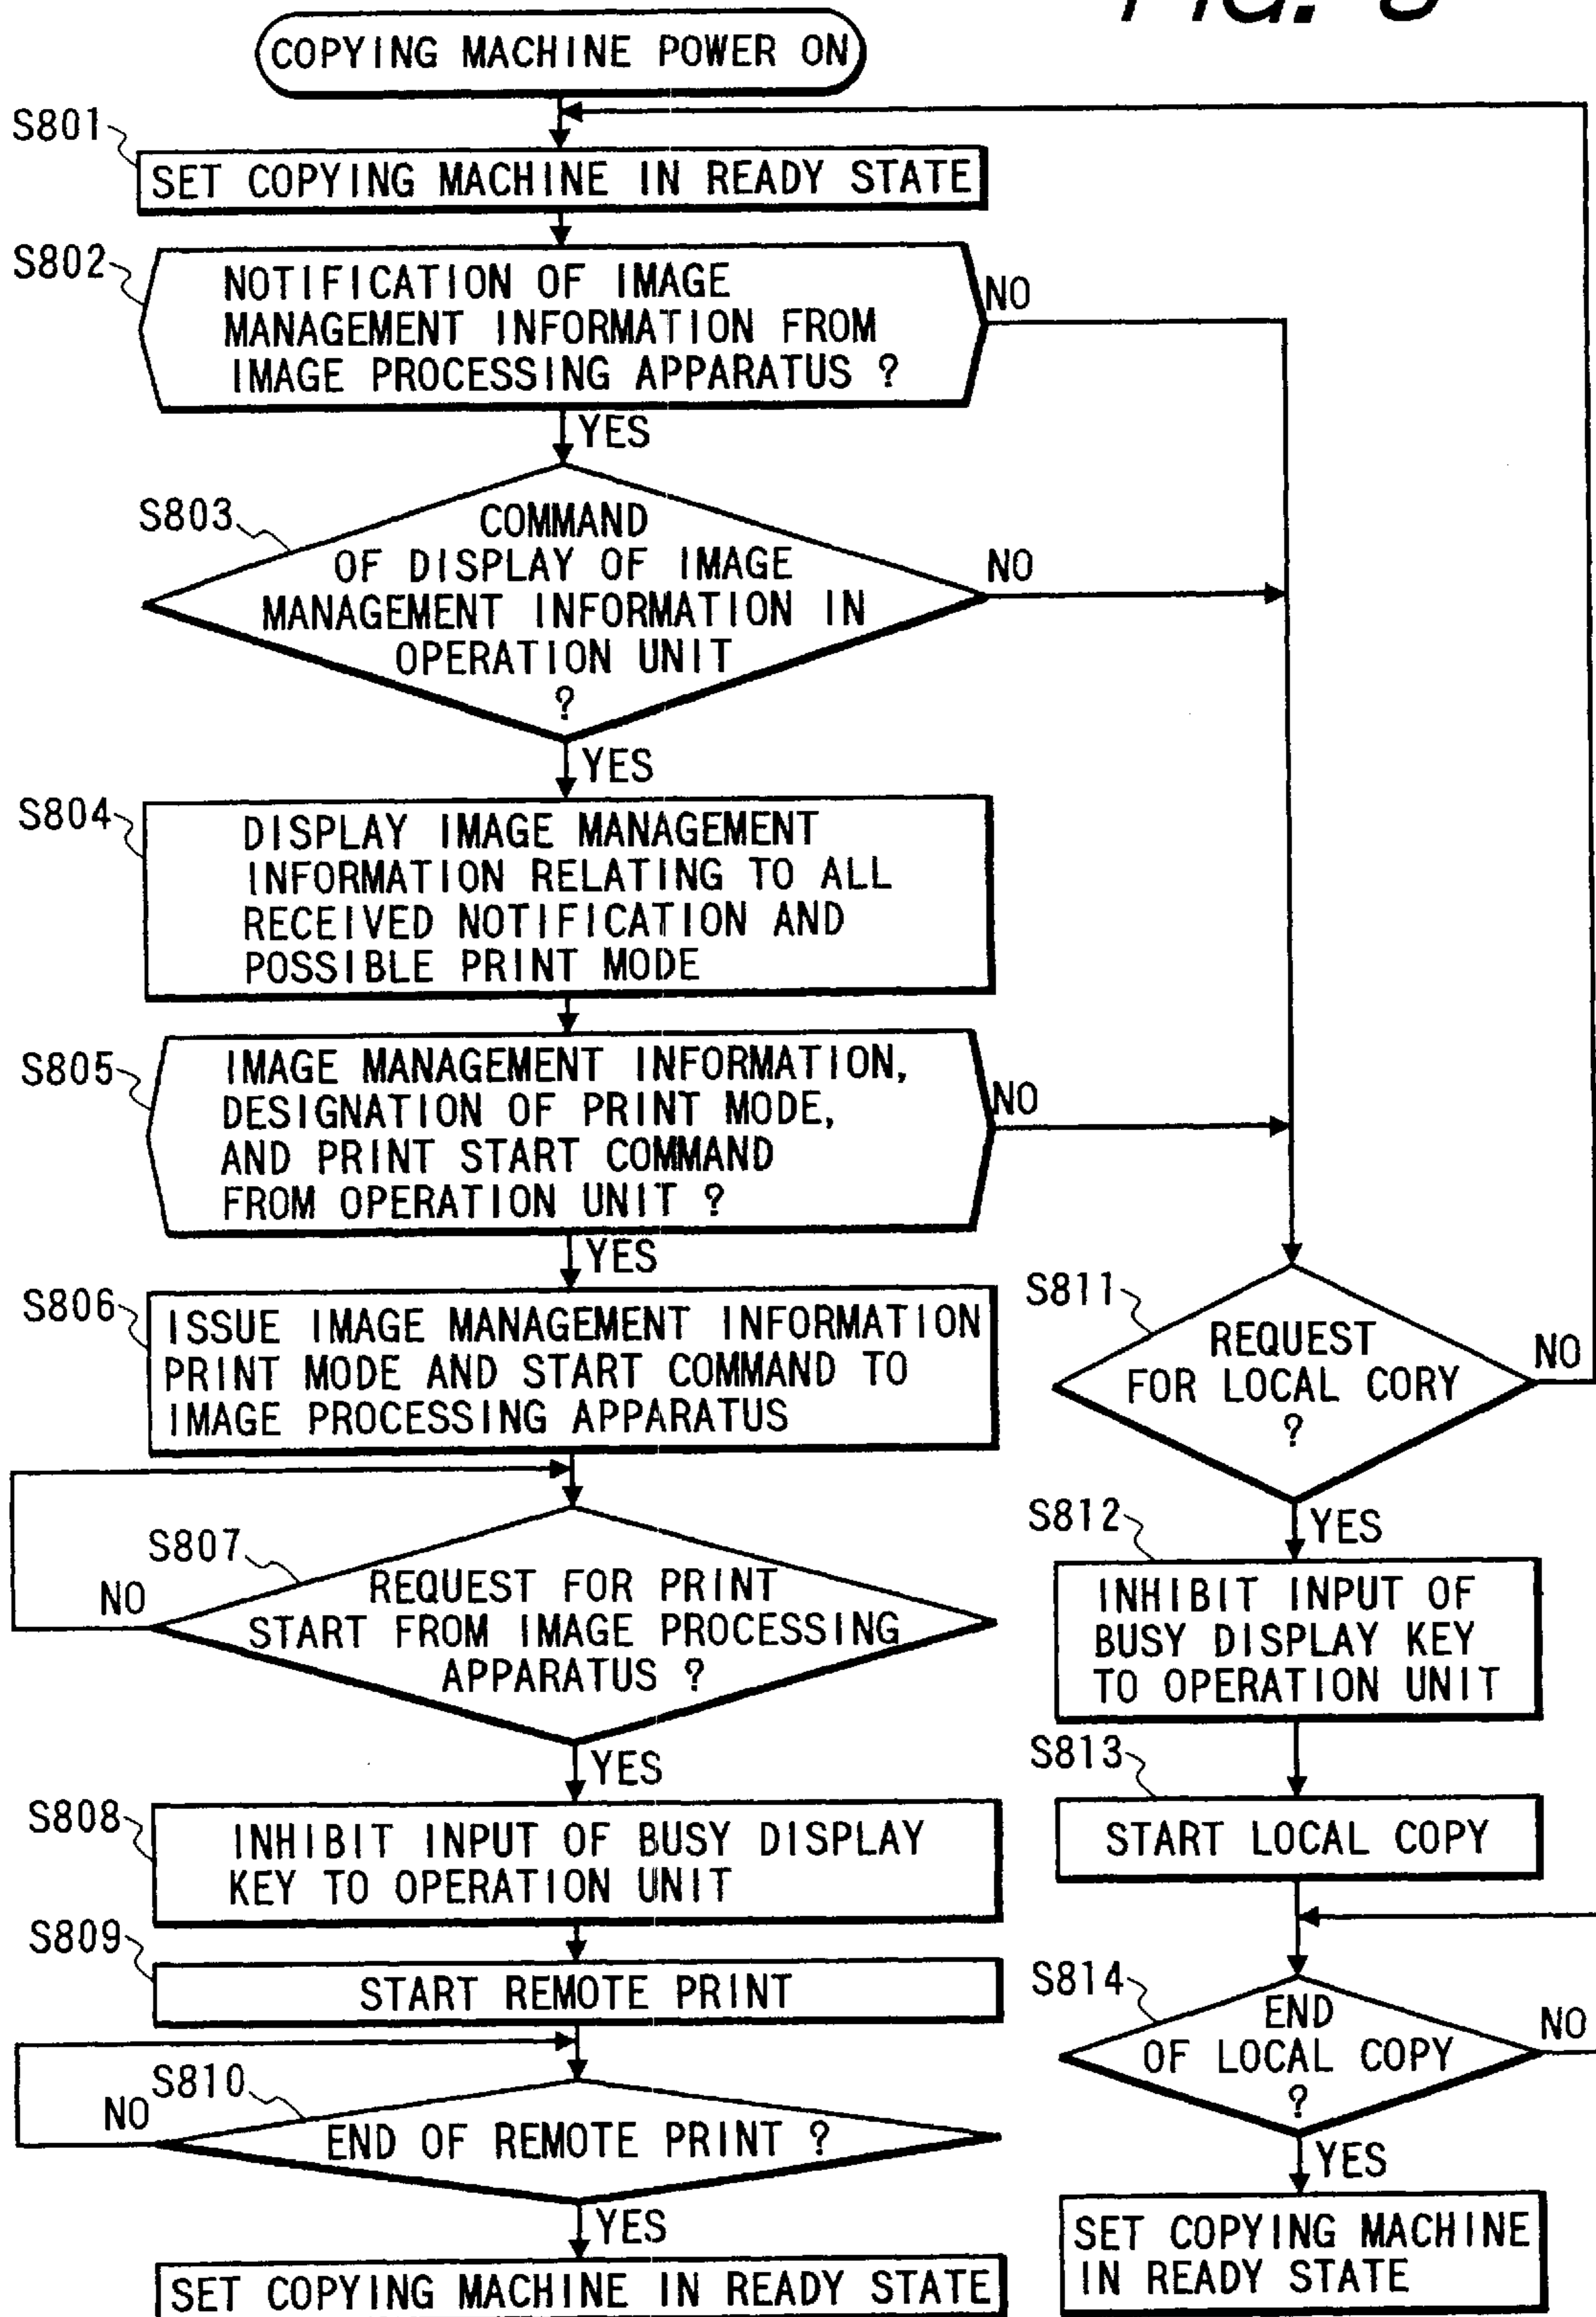 FIG. 8
COPYING MACHINE POWER ON
S801
SET COPYING MACHINE IN READY STATE
S802
NOTIFICATION OF IMAGE
MANAGEMENT INFORMATION FROM
IMAGE PROCESSING APPARATUS ?
NO
YES
S803
COMMAND
OF DISPLAY OF IMAGE
MANAGEMENT INFORMATION IN
OPERATION UNIT
?
NO
YES
S804
DISPLAY IMAGE MANAGEMENT
INFORMATION RELATING TO ALL
RECEIVED NOTIFICATION AND
POSSIBLE PRINT MODE
S805
IMAGE MANAGEMENT INFORMATION,
DESIGNATION OF PRINT MODE,
AND PRINT START COMMAND
FROM OPERATION UNIT ?
NO
YES
S806
ISSUE IMAGE MANAGEMENT INFORMATION
PRINT MODE AND START COMMAND TO
IMAGE PROCESSING APPARATUS
S807
REQUEST FOR PRINT
START FROM IMAGE PROCESSING
APPARATUS ?
NO
YES
S808
INHIBIT INPUT OF BUSY DISPLAY
KEY TO OPERATION UNIT
S809
START REMOTE PRINT
S810
END OF REMOTE PRINT ?
NO
YES
SET COPYING MACHINE IN READY STATE
S811
REQUEST
FOR LOCAL CORY
?
NO
YES
S812
INHIBIT INPUT OF
BUSY DISPLAY KEY
TO OPERATION UNIT
S813
START LOCAL COPY
S814
END
OF LOCAL COPY
?
NO
YES
SET COPYING MACHINE
IN READY STATE